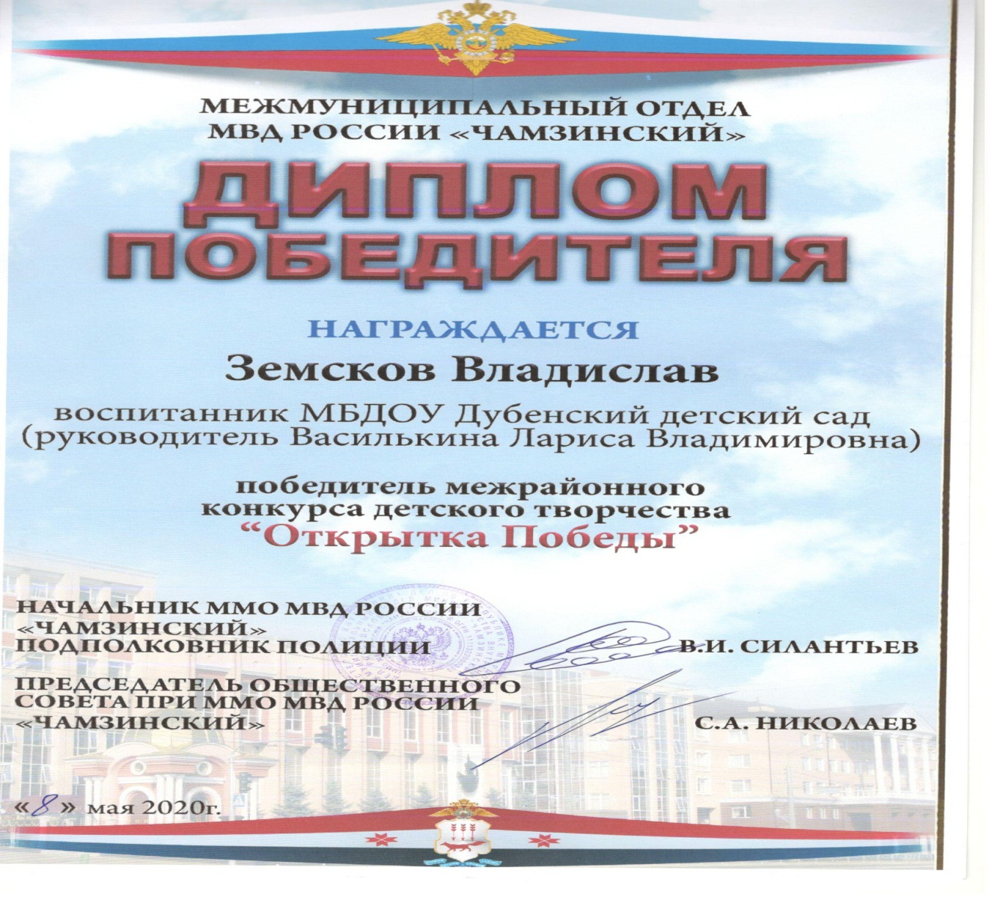 МЕЖМУНИЦИПАЛЬНЫЙ ОТДЕЛ
МВД РОССИИ «ЧАМЗИНСКИЙ»
ДИПЛОМ
ПОБЕДИТЕЛЯ
НАГРАЖДАЕТСЯ
Земсков Владислав
воспитанник МБДОУ Дубенский детский сад
(руководитель Василькина Лариса Владимировна)
победитель межрайонного
конкурса детского творчества
“Открытка Победы”
НАЧАЛЬНИК ММО МВД РОССИИ
«ЧАМЗИНСКИЙ»
ПОДПОЛКОВНИК ПОЛИЦИИ
В.И. СИЛАНТЬЕВ
ПРЕДСЕДАТЕЛЬ ОБЩЕСТВЕННОГО
СОВЕТА ПРИ ММО МВД РОССИИ
«ЧАМЗИНСКИЙ»
С.А. НИКОЛАЕВ
«8» мая 2020г.